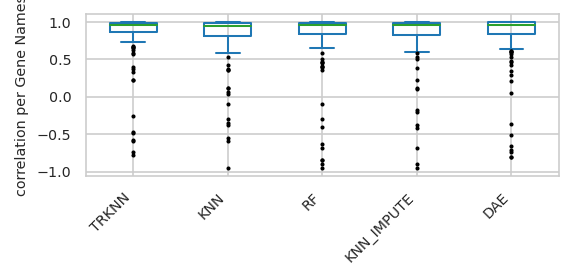 correlation per Gene Names
1.0
0.5
0.0
−0.5
−1.0
TRKNN
KNN
RF
KNN_IMPUTE
DAE